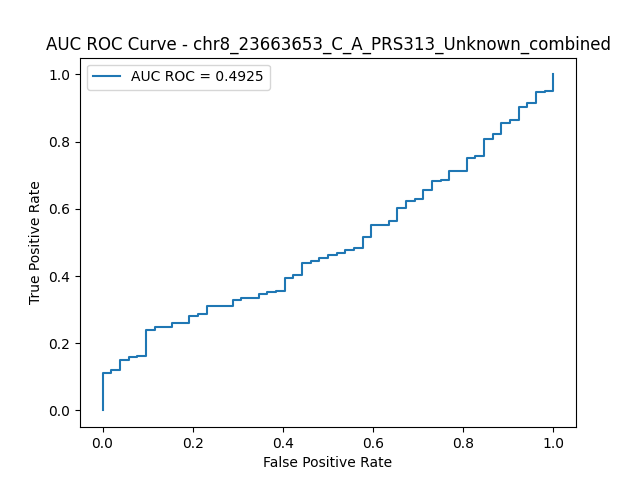 AUC ROC Curve - chr8_23663653_C_A_PRS313_Unknown_combined
AUC ROC = 0.4925
True Positive Rate
1.0
0.8
0.6
0.4
0.2
0.0
0.0 0.2 0.4 0.6 0.8 1.0
False Positive Rate